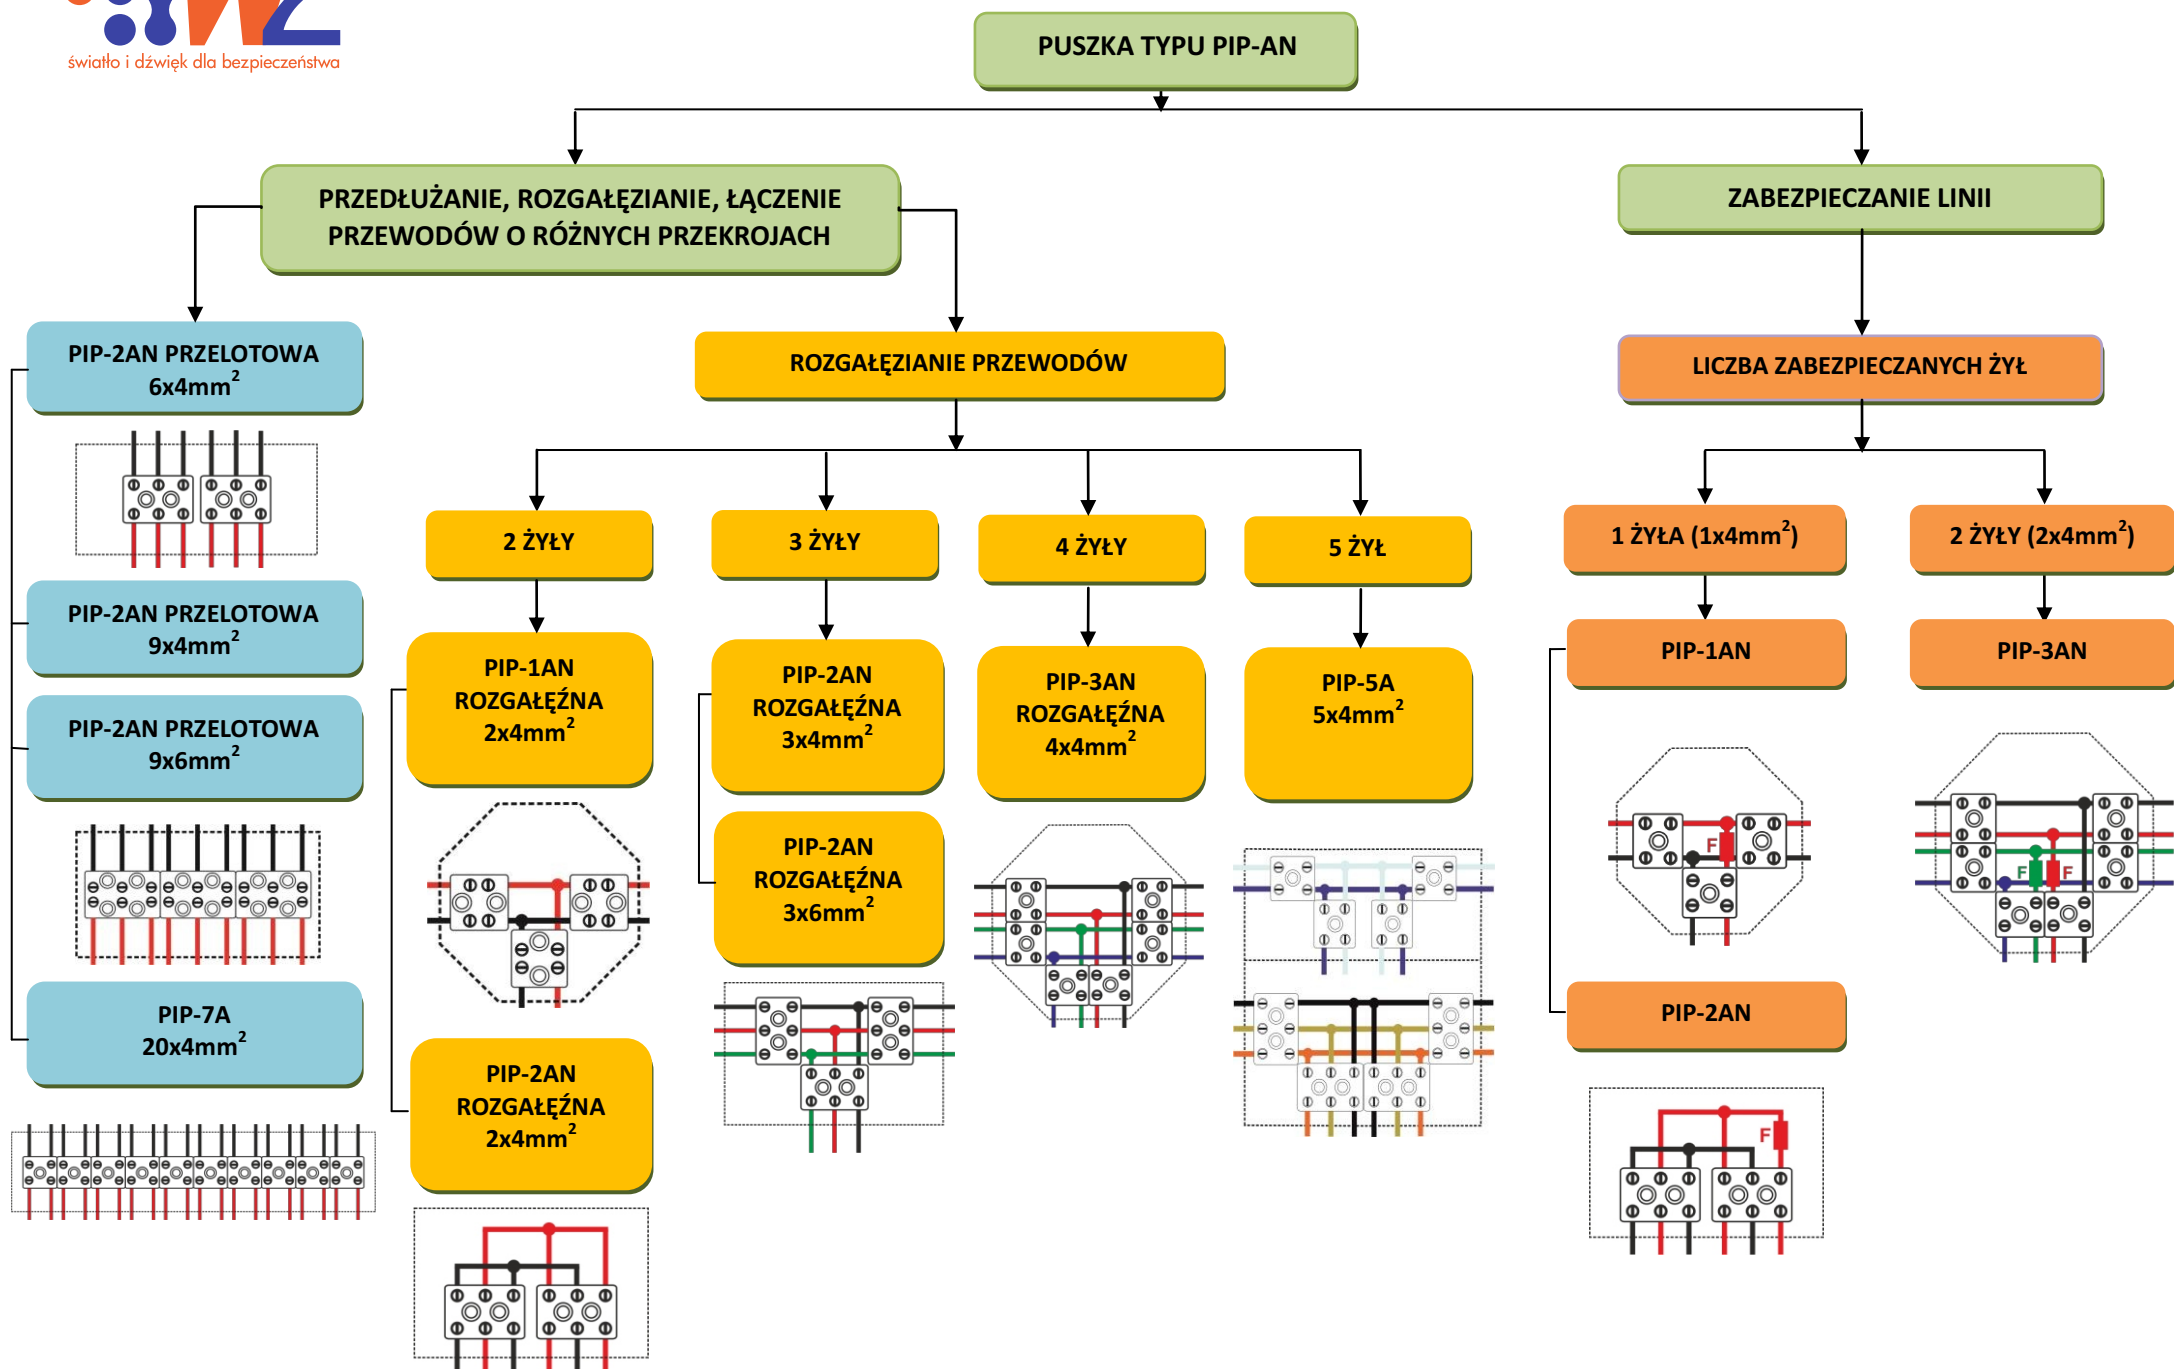 WZ
światło i dźwięk dla bezpieczeństwa
PUSZKA TYPU PIP-AN
PRZEDŁUŻANIE, ROZGAŁĘZIANIE, ŁĄCZENIE
PRZEWODÓW O RÓŻNYCH PRZEKROJACH
ZABEZPIECZANIE LINII
PIP-2AN PRZELOTOWA
6x4mm²
ROZGAŁĘZIANIE PRZEWODÓW
LICZBA ZABEZPIECZANYCH ŻYŁ
2 ŻYŁY
3 ŻYŁY
4 ŻYŁY
5 ŻYŁ
1 ŻYŁA (1x4mm²)
2 ŻYŁY (2x4mm²)
PIP-2AN PRZELOTOWA
9x4mm²
PIP-2AN PRZELOTOWA
9x6mm²
PIP-7A
20x4mm²
PIP-1AN
ROZGAŁĘŹNA
2x4mm²
PIP-2AN
ROZGAŁĘŹNA
2x4mm²
PIP-2AN
ROZGAŁĘŹNA
3x4mm²
PIP-2AN
ROZGAŁĘŹNA
3x6mm²
PIP-3AN
ROZGAŁĘŹNA
4x4mm²
PIP-5A
5x4mm²
PIP-1AN
F
PIP-2AN
F
PIP-3AN
F F